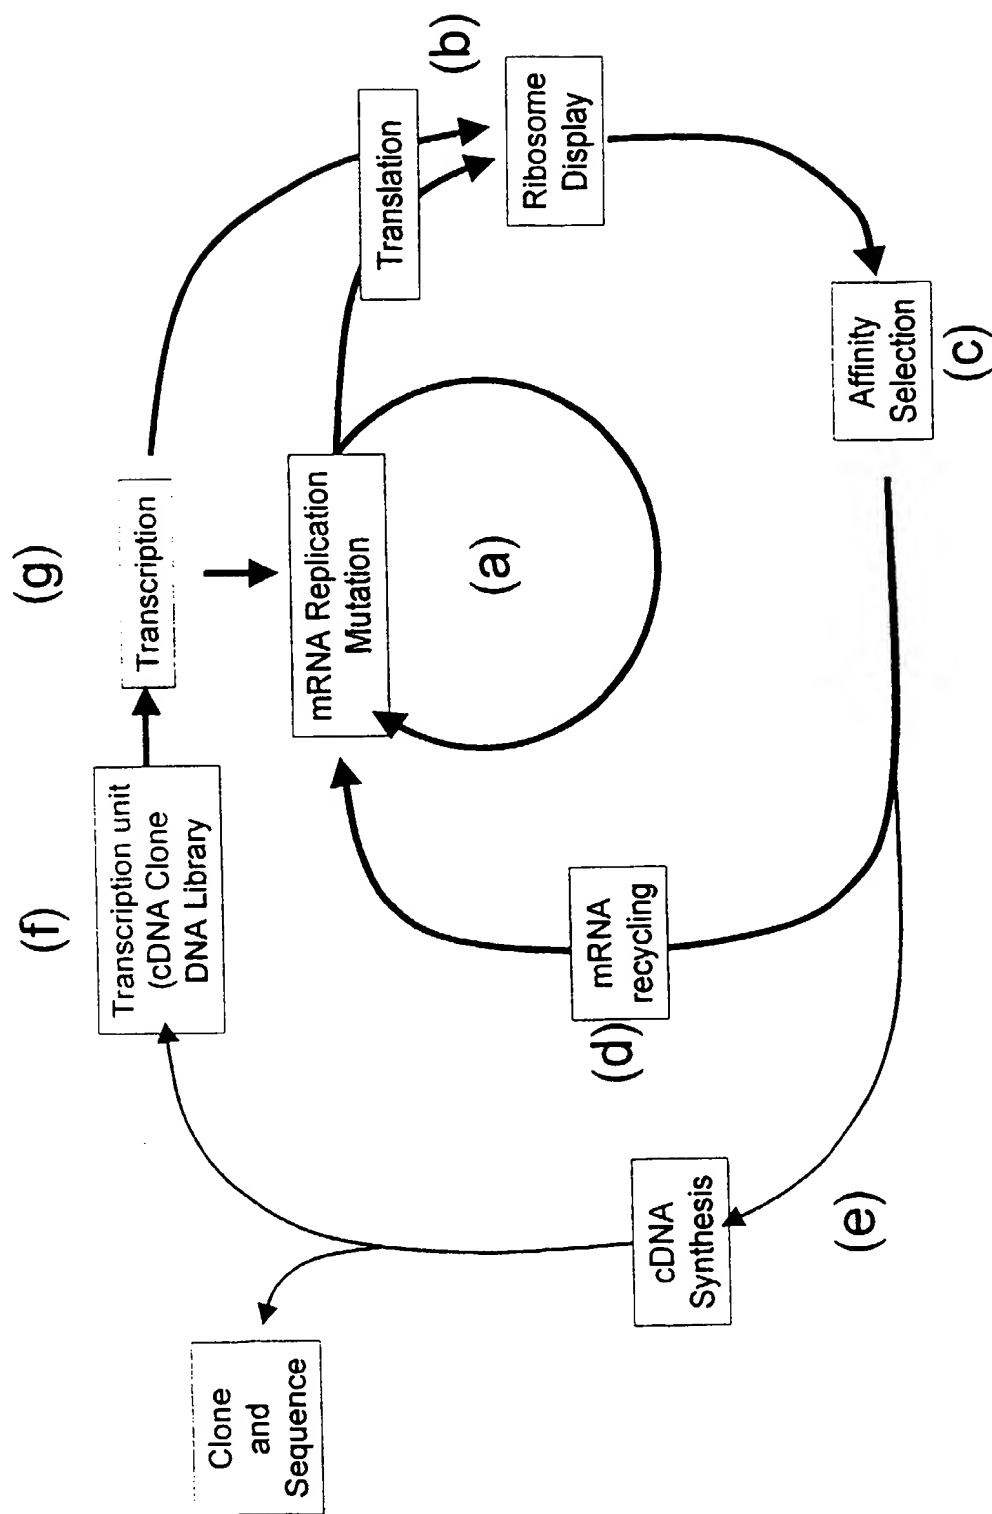 (g)
(f)
Transcription unit
(cDNA Clone
DNA Library
Transcription
mRNA Replication
Mutation
(a)
Translation
(b)
Ribosome
Display
Affinity
Selection
(c)
mRNA
recycling
(d)
cDNA
Synthesis
(e)
Clone
and
Sequence